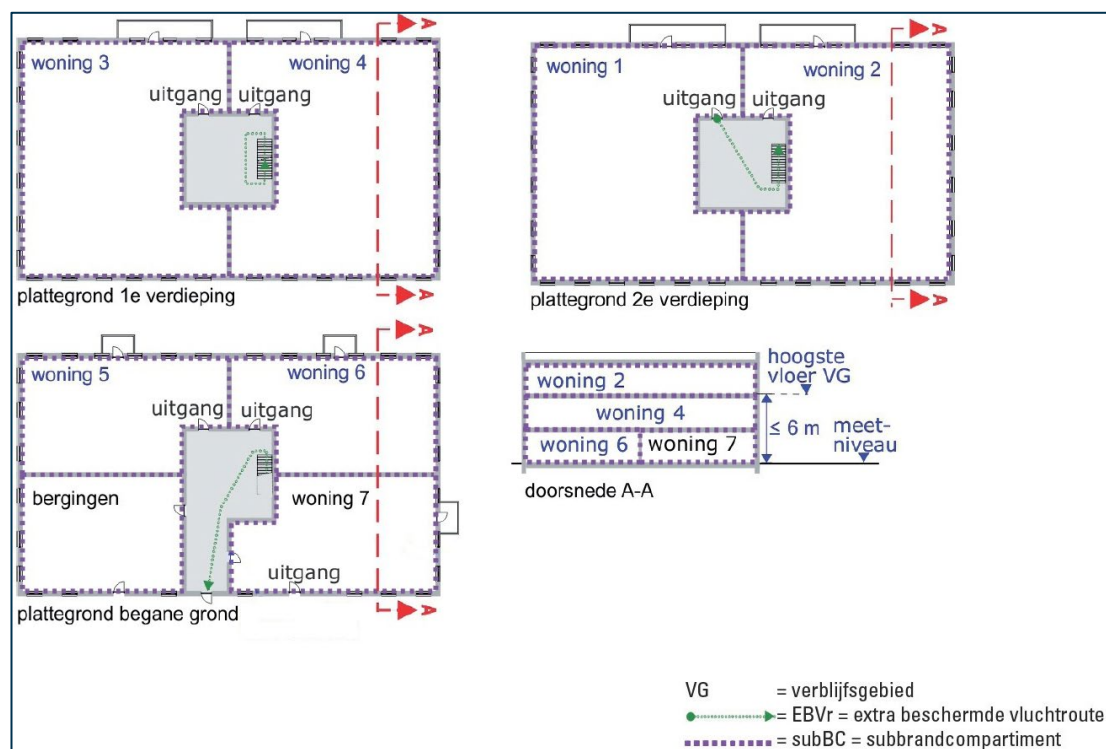 woning 3
woning 4
A
uitgang
uitgang
A
plattegrond 1e verdieping
woning 1
woning 2
A
uitgang
uitgang
A
plattegrond 2e verdieping
woning 5
woning 6
A
uitgang
uitgang
bergingen
woning 7
uitgang
A
plattegrond begane grond
hoogste
vloer VG
woning 2
woning 4
≤ 6 m
meet-
niveau
woning 6
woning 7
doorsnede A-A
VG = verblijfsgebied
= EBVr = extra beschermde vluchtroute
= subBC = subbrandcompartiment